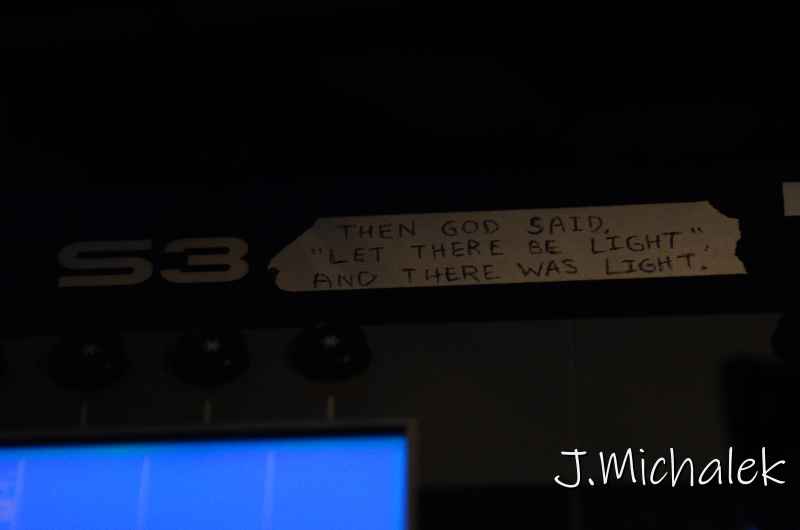 S3
THEN GOD SAID,
"LET THERE BE LIGHT",
AND THERE WAS LIGHT.
J.Michalek